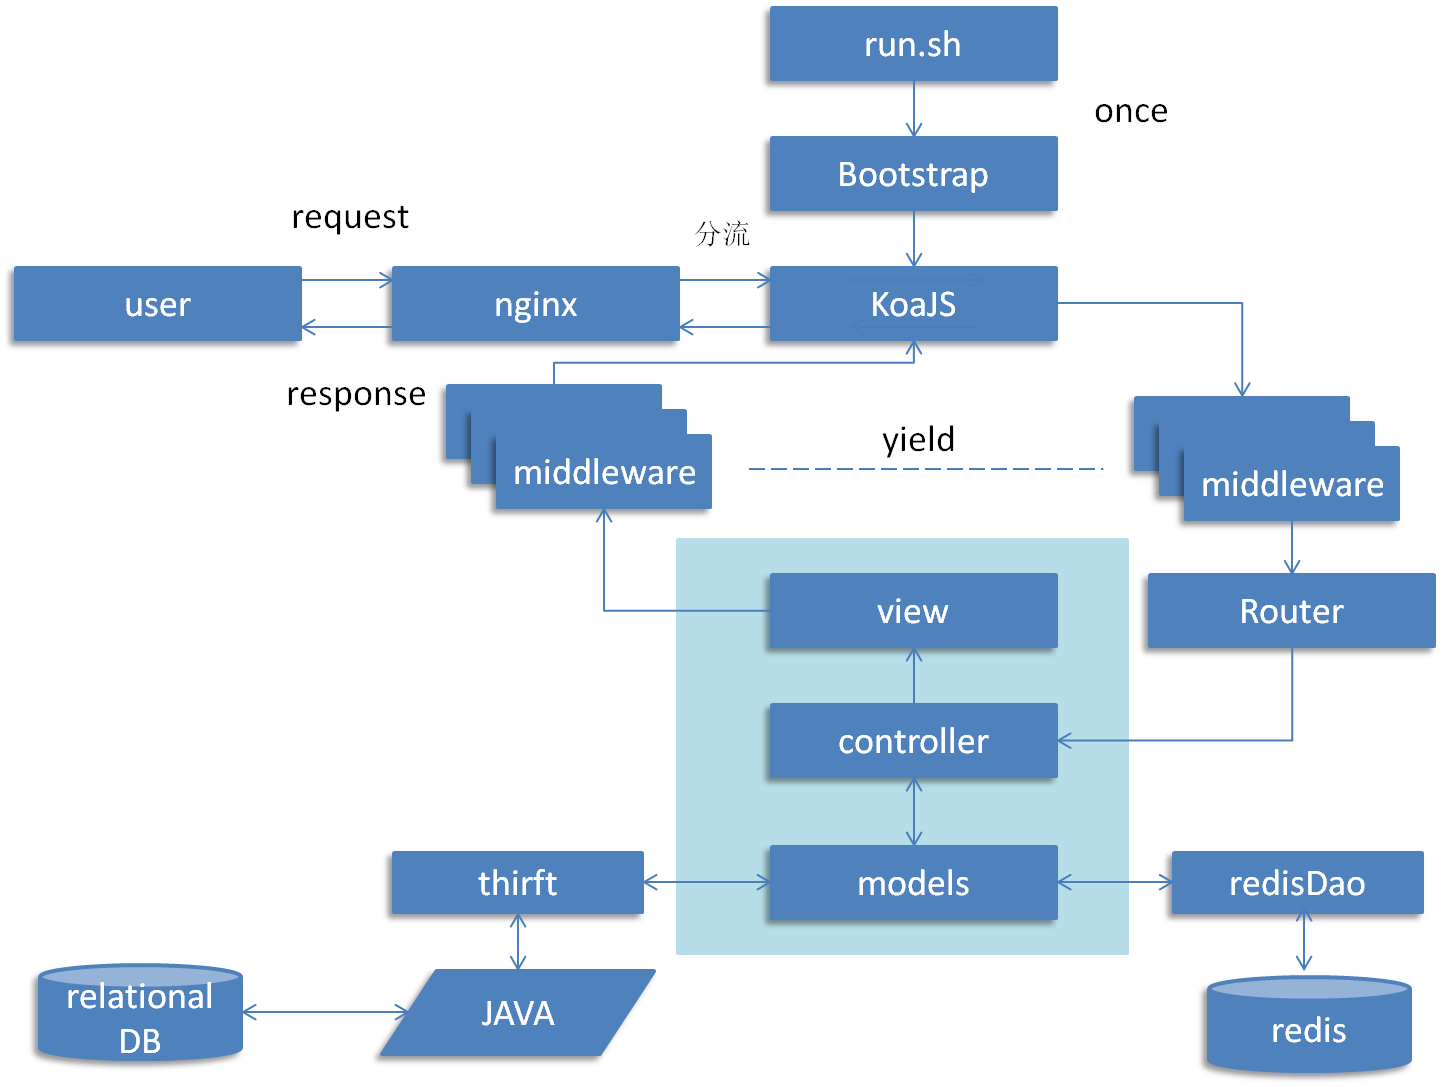 run.sh
once
Bootstrap
request
分流
user
nginx
KoaJS
response
yield
middleware
middleware
view
Router
controller
thirft
models
redisDao
relational
DB
JAVA
redis